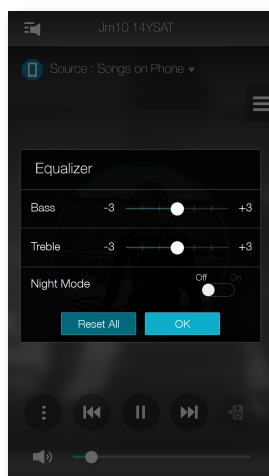 Jm10 14YSAT
Source : Songs on Phone
Equalizer
Bass -3 +3
Treble -3 +3
Night Mode Off On
Reset All OK